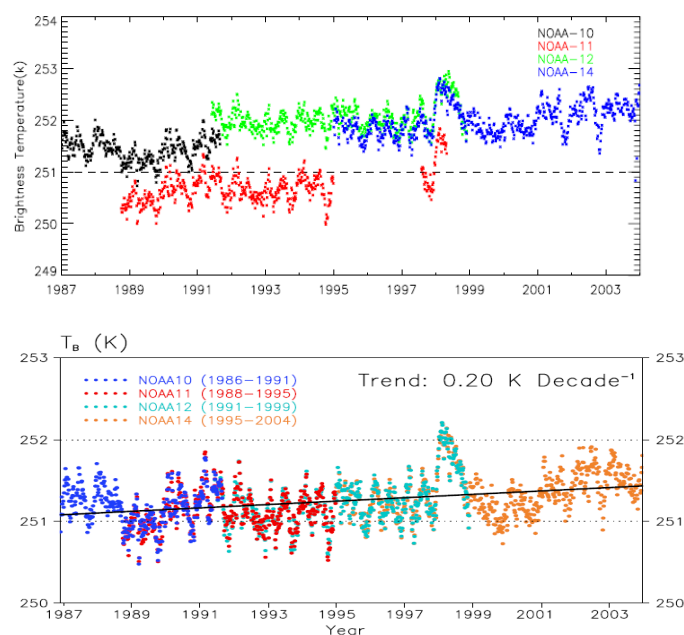 254
253
252
251
250
249
Brightness Temperature(k)
NOAA-10
NOAA-11
NOAA-12
NOAA-14
1987 1989 1991 1993 1995 1997 1999 2001 2003
T_B (K)
253 253
NOAA10 (1986-1991)
NOAA11 (1988-1995)
NOAA12 (1991-1999)
NOAA14 (1995-2004)
Trend: 0.20 K Decade⁻¹
252 252
251 251
250 250
1987 1989 1991 1993 1995 1997 1999 2001 2003
Year